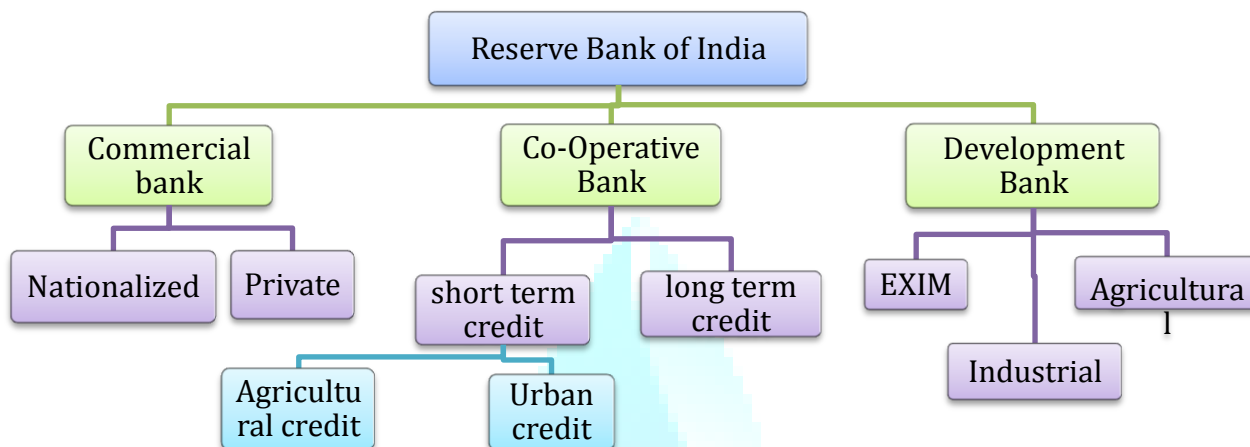 Reserve Bank of India
Commercial
bank
Co-Operative
Bank
Development
Bank
Nationalized
Private
short term
credit
long term
credit
EXIM
Agricultura
l
Industrial
Agricultu
ral credit
Urban
credit